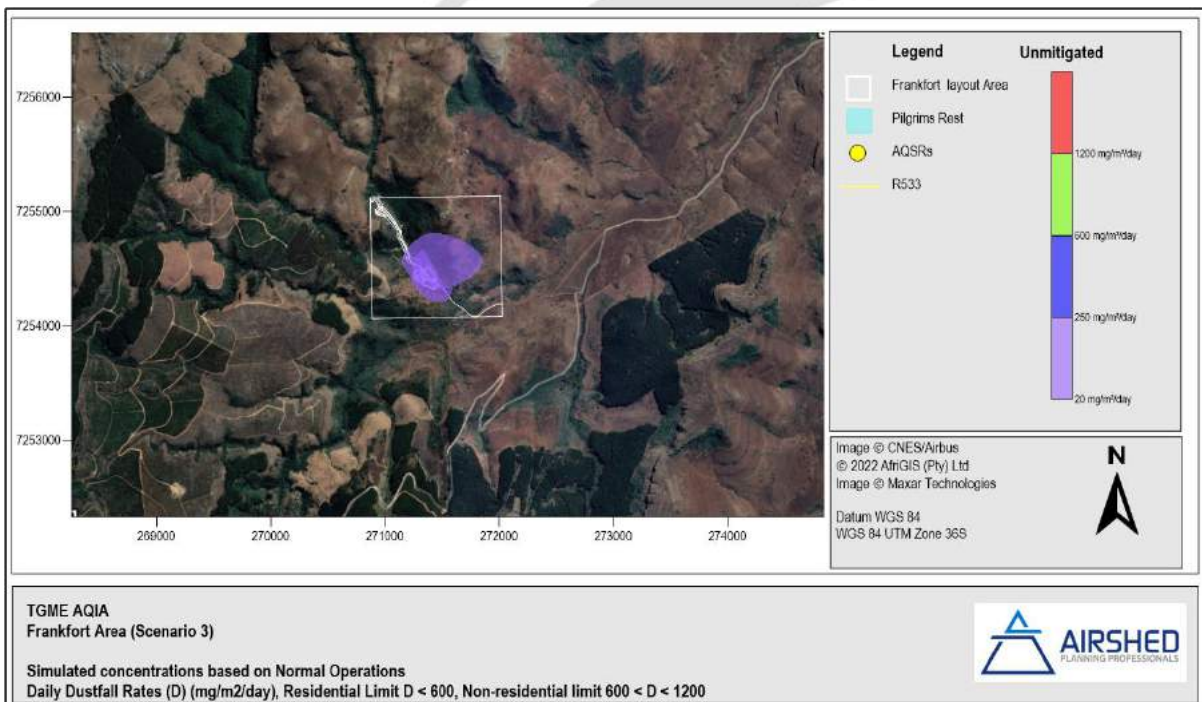 Legend
Unmitigated
Frankfort layout Area
Pilgrims Rest
AQSRs
R533
1200 mg/m²/day
600 mg/m²/day
250 mg/m²/day
20 mg/m²/day
7256000
7255000
7254000
7253000
269000
270000
271000
272000
273000
274000
Image © CNES/Airbus
© 2022 AfriGIS (Pty) Ltd
Image © Maxar Technologies
Datum WGS 84
WGS 84 UTM Zone 36S
N
TGME AQIA
Frankfort Area (Scenario 3)
Simulated concentrations based on Normal Operations
Daily Dustfall Rates (D) (mg/m2/day), Residential Limit D < 600, Non-residential limit 600 < D < 1200
AIRSHED
PLANNING PROFESSIONALS